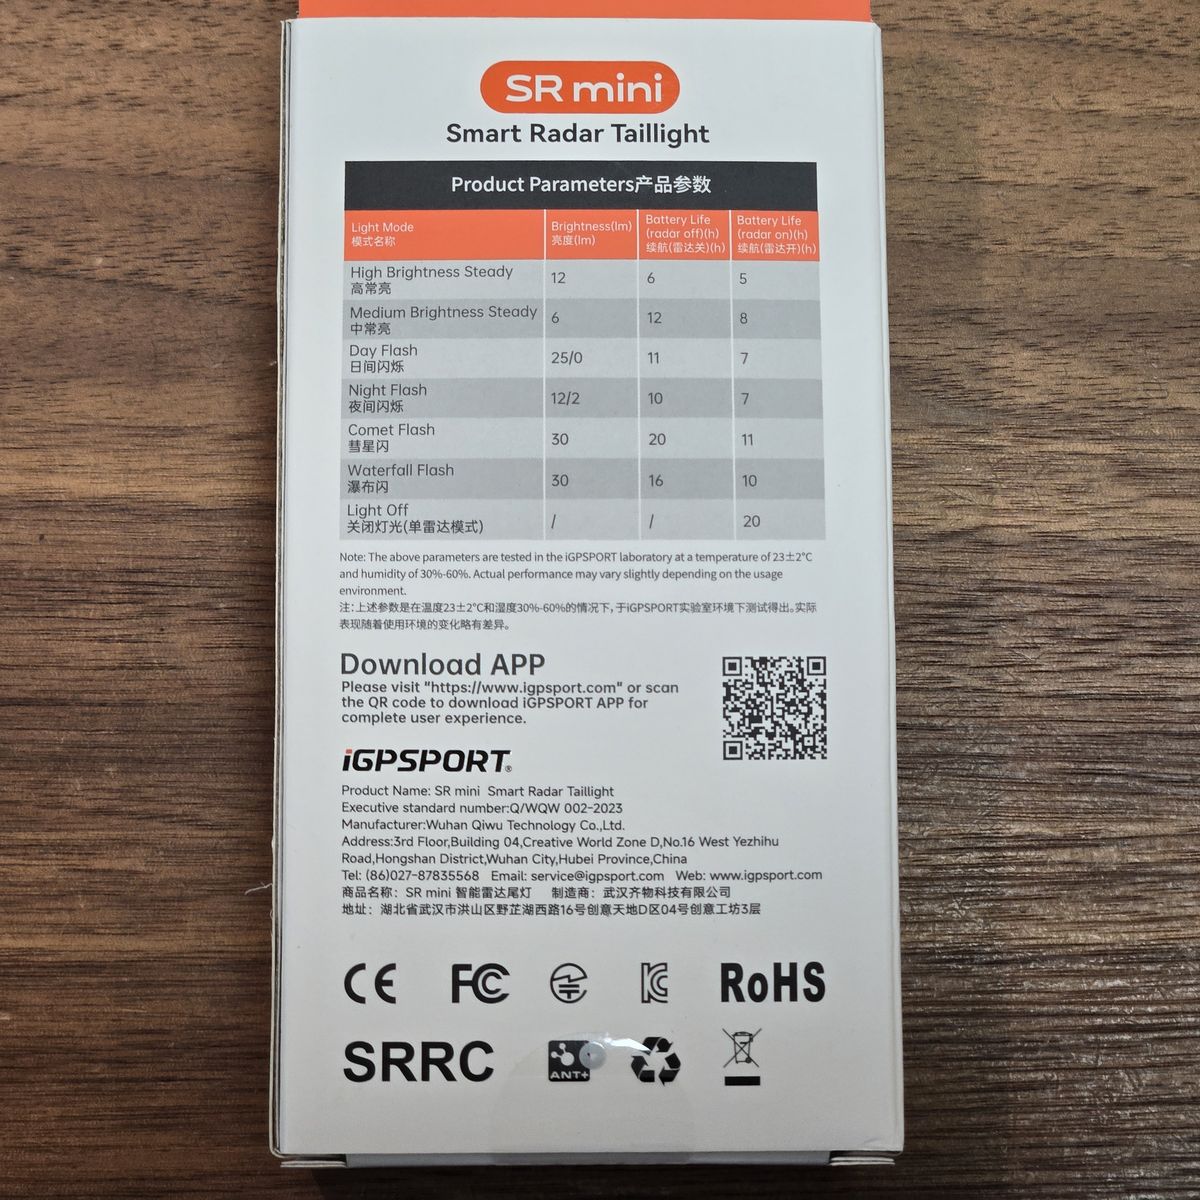 SR mini
Smart Radar Taillight
Product Parameters产品参数
Light Mode
模式名称
Brightness(lm)
亮度(lm)
Battery Life
(radar off)(h)
续航(雷达关)(h)
Battery Life
(radar on)(h)
续航(雷达开)(h)
High Brightness Steady
高常亮
12 6 5
Medium Brightness Steady
中常亮
6 12 8
Day Flash
日间闪烁
25/0 11 7
Night Flash
夜间闪烁
12/2 10 7
Comet Flash
彗星闪
30 20 11
Waterfall Flash
瀑布闪
30 16 10
Light Off
关闭灯光(单雷达模式)
/ / 20
Note: The above parameters are tested in the iGPSPORT laboratory at a temperature of 23±2°C
and humidity of 30%-60%. Actual performance may vary slightly depending on the usage
environment.
注:上述参数是在温度23±2°C和湿度30%-60%的情况下,于iGPSPORT实验室环境下测试得出。实际
表现随着使用环境的变化略有差异。
Download APP
Please visit "https://www.igpsport.com" or scan
the QR code to download iGPSPORT APP for
complete user experience.
iGPSPORT®
Product Name: SR mini Smart Radar Taillight
Executive standard number:Q/WQW 002-2023
Manufacturer:Wuhan Qiwu Technology Co.,Ltd.
Address:3rd Floor,Building 04,Creative World Zone D,No.16 West Yezhihu
Road,Hongshan District,Wuhan City,Hubei Province,China
Tel: (86)027-87835568 Email: service@igpsport.com Web: www.igpsport.com
商品名称: SR mini 智能雷达尾灯 制造商: 武汉齐物科技有限公司
地址: 湖北省武汉市洪山区野芷湖西路16号创意天地D区04号创意工坊3层
CE FC KC RoHS
SRRC ANT+